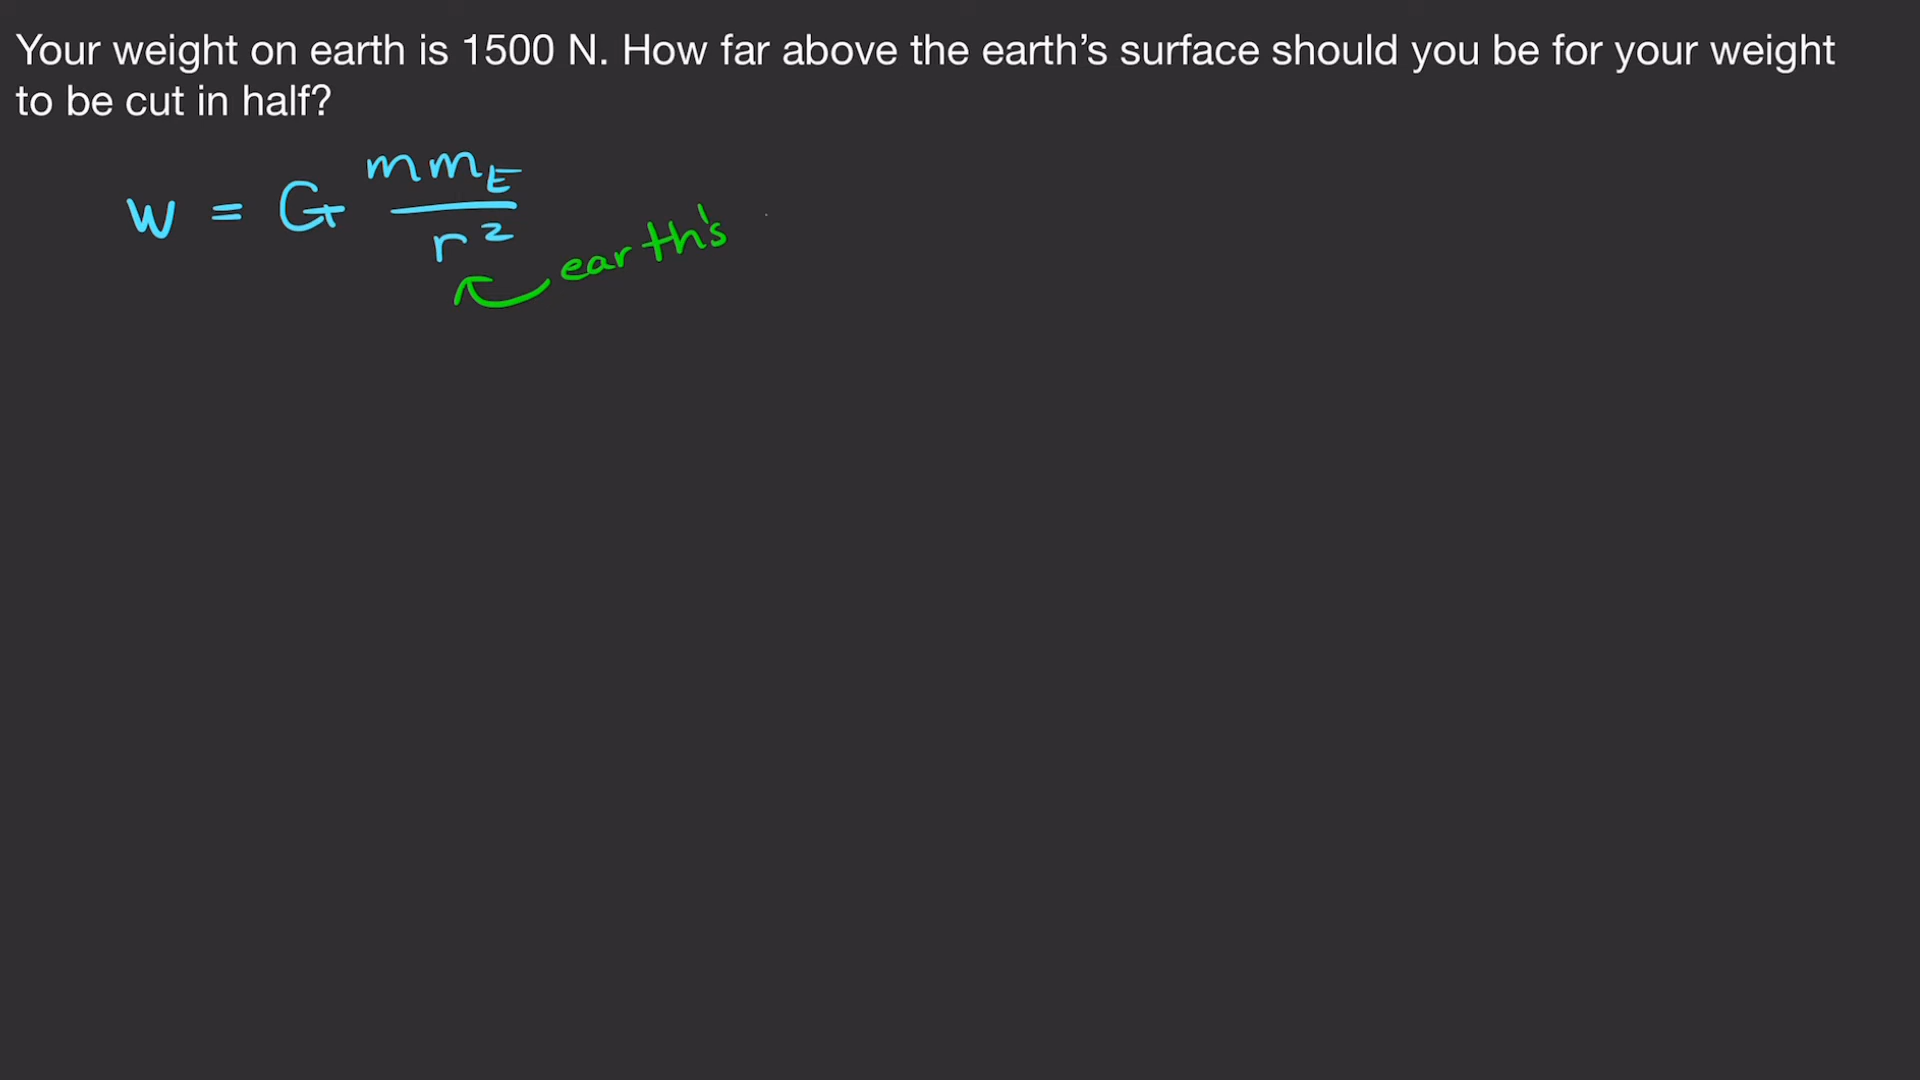 Your weight on earth is 1500 N. How far above the earth’s surface should you be for your weight
to be cut in half?
w = G mm_E / r²
earth's